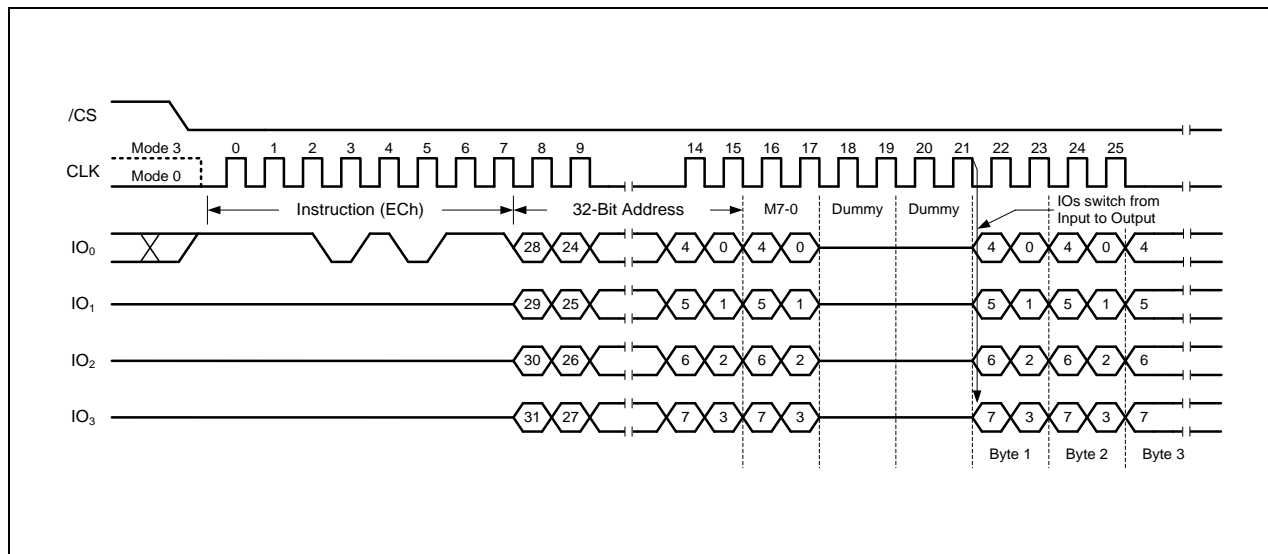 /CS
Mode 3 0 1 2 3 4 5 6 7 8 9 14 15 16 17 18 19 20 21 22 23 24 25
CLK Mode 0
Instruction (ECh) 32-Bit Address M7-0 Dummy Dummy IOs switch from
Input to Output
IO0 28 24 4 0 4 0 4 0 4 0 4
IO1 29 25 5 1 5 1 5 1 5 1 5
IO2 30 26 6 2 6 2 6 2 6 2 6
IO3 31 27 7 3 7 3 7 3 7 3 7
Byte 1 Byte 2 Byte 3